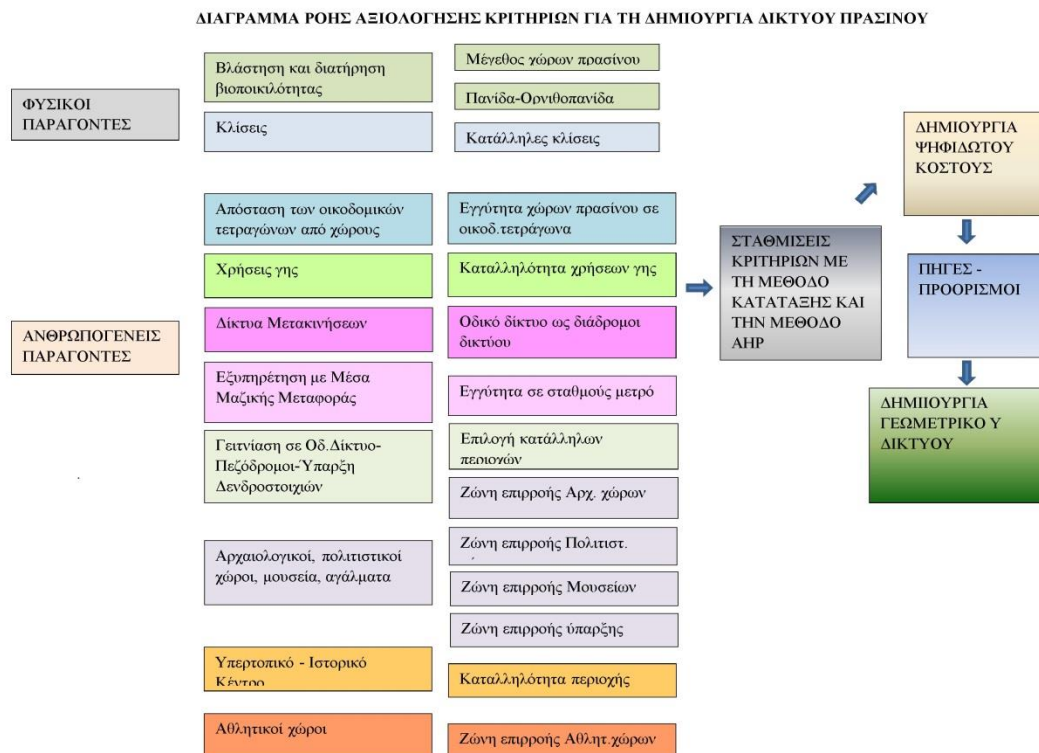 ΔΙΑΓΡΑΜΜΑ ΡΟΗΣ ΑΞΙΟΛΟΓΗΣΗΣ ΚΡΙΤΗΡΙΩΝ ΓΙΑ ΤΗ ΔΗΜΙΟΥΡΓΙΑ ΔΙΚΤΥΟΥ ΠΡΑΣΙΝΟΥ
ΦΥΣΙΚΟΙ
ΠΑΡΑΓΟΝΤΕΣ
Βλάστηση και διατήρηση
βιοποικιλότητας
Κλίσεις
Μέγεθος χώρων πρασίνου
Πανίδα-Ορνιθοπανίδα
Κατάλληλες κλίσεις
ΑΝΘΡΩΠΟΓΕΝΕΙΣ
ΠΑΡΑΓΟΝΤΕΣ
Απόσταση των οικοδομικών
τετραγώνων από χώρους
Χρήσεις γης
Δίκτυα Μετακινήσεων
Εξυπηρέτηση με Μέσα
Μαζικής Μεταφοράς
Γειτνίαση σε Οδ.Δίκτυο-
Πεζόδρομοι-Ύπαρξη
Δενδροστοιχιών
Αρχαιολογικοί, πολιτιστικοί
χώροι, μουσεία, αγάλματα
Υπερτοπικό - Ιστορικό
Κέντρο
Αθλητικοί χώροι
Εγγύτητα χώρων πρασίνου σε
οικοδ.τετράγωνα
Καταλληλότητα χρήσεων γης
Οδικό δίκτυο ως διάδρομοι
δικτύου
Εγγύτητα σε σταθμούς μετρό
Επιλογή κατάλληλων
περιοχών
Ζώνη επιρροής Αρχ. χώρων
Ζώνη επιρροής Πολιτιστ.
Ζώνη επιρροής Μουσείων
Ζώνη επιρροής ύπαρξης
Καταλληλότητα περιοχής
Ζώνη επιρροής Αθλητ.χώρων
ΣΤΑΘΜΙΣΕΙΣ
ΚΡΙΤΗΡΙΩΝ ΜΕ
ΤΗ ΜΕΘΟΔΟ
ΚΑΤΑΤΑΞΗΣ ΚΑΙ
ΤΗΝ ΜΕΘΟΔΟ
AHP
ΔΗΜΙΟΥΡΓΙΑ
ΨΗΦΙΔΩΤΟΥ
ΚΟΣΤΟΥΣ
ΠΗΓΕΣ -
ΠΡΟΟΡΙΣΜΟΙ
ΔΗΜΙΙΟΥΡΓΙΑ
ΓΕΩΜΕΤΡΙΚΟ Υ
ΔΙΚΤΥΟΥ